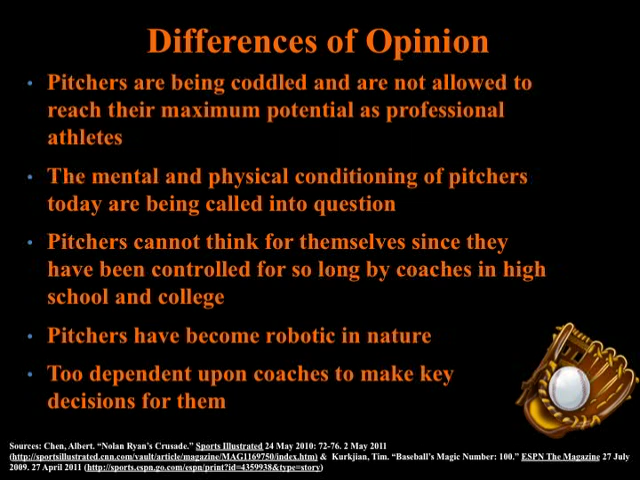 Differences of Opinion
• Pitchers are being coddled and are not allowed to
reach their maximum potential as professional
athletes
• The mental and physical conditioning of pitchers
today are being called into question
• Pitchers cannot think for themselves since they
have been controlled for so long by coaches in high
school and college
• Pitchers have become robotic in nature
• Too dependent upon coaches to make key
decisions for them
Sources: Chen, Albert. “Nolan Ryan’s Crusade.” Sports Illustrated 24 May 2010: 72-76. 2 May 2011
(http://sportsillustrated.cnn.com/vault/article/magazine/MAG1169750/index.htm) & Kurkjian, Tim. “Baseball’s Magic Number: 100.” ESPN The Magazine 27 July
2009. 27 April 2011 (http://sports.espn.go.com/espn/print?id=4359938&type=story)